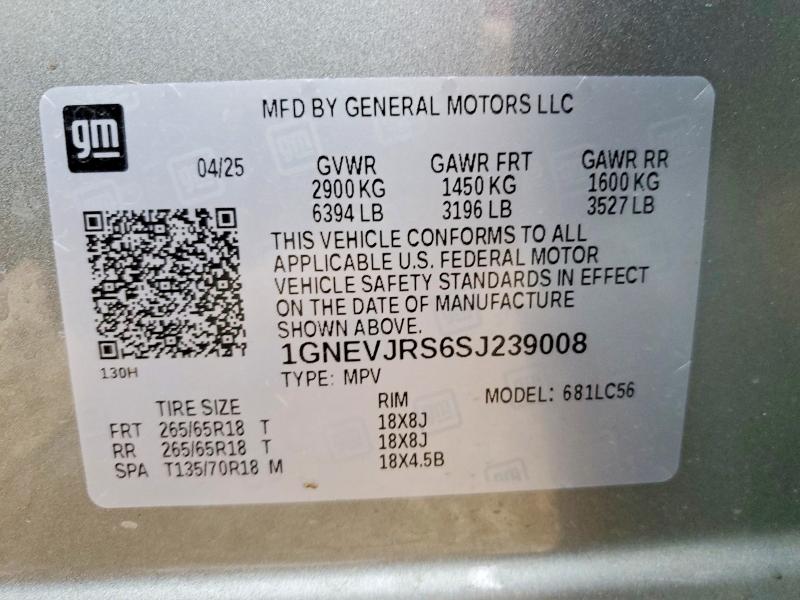 gm
MFD BY GENERAL MOTORS LLC
04/25
GVWR GAWR FRT GAWR RR
2900 KG 1450 KG 1600 KG
6394 LB 3196 LB 3527 LB
THIS VEHICLE CONFORMS TO ALL
APPLICABLE U.S. FEDERAL MOTOR
VEHICLE SAFETY STANDARDS IN EFFECT
ON THE DATE OF MANUFACTURE
SHOWN ABOVE.
1GNEVJRS6SJ239008
130H
TYPE: MPV
MODEL: 681LC56
TIRE SIZE RIM
FRT 265/65R18 T 18X8J
RR 265/65R18 T 18X8J
SPA T135/70R18 M 18X4.5B